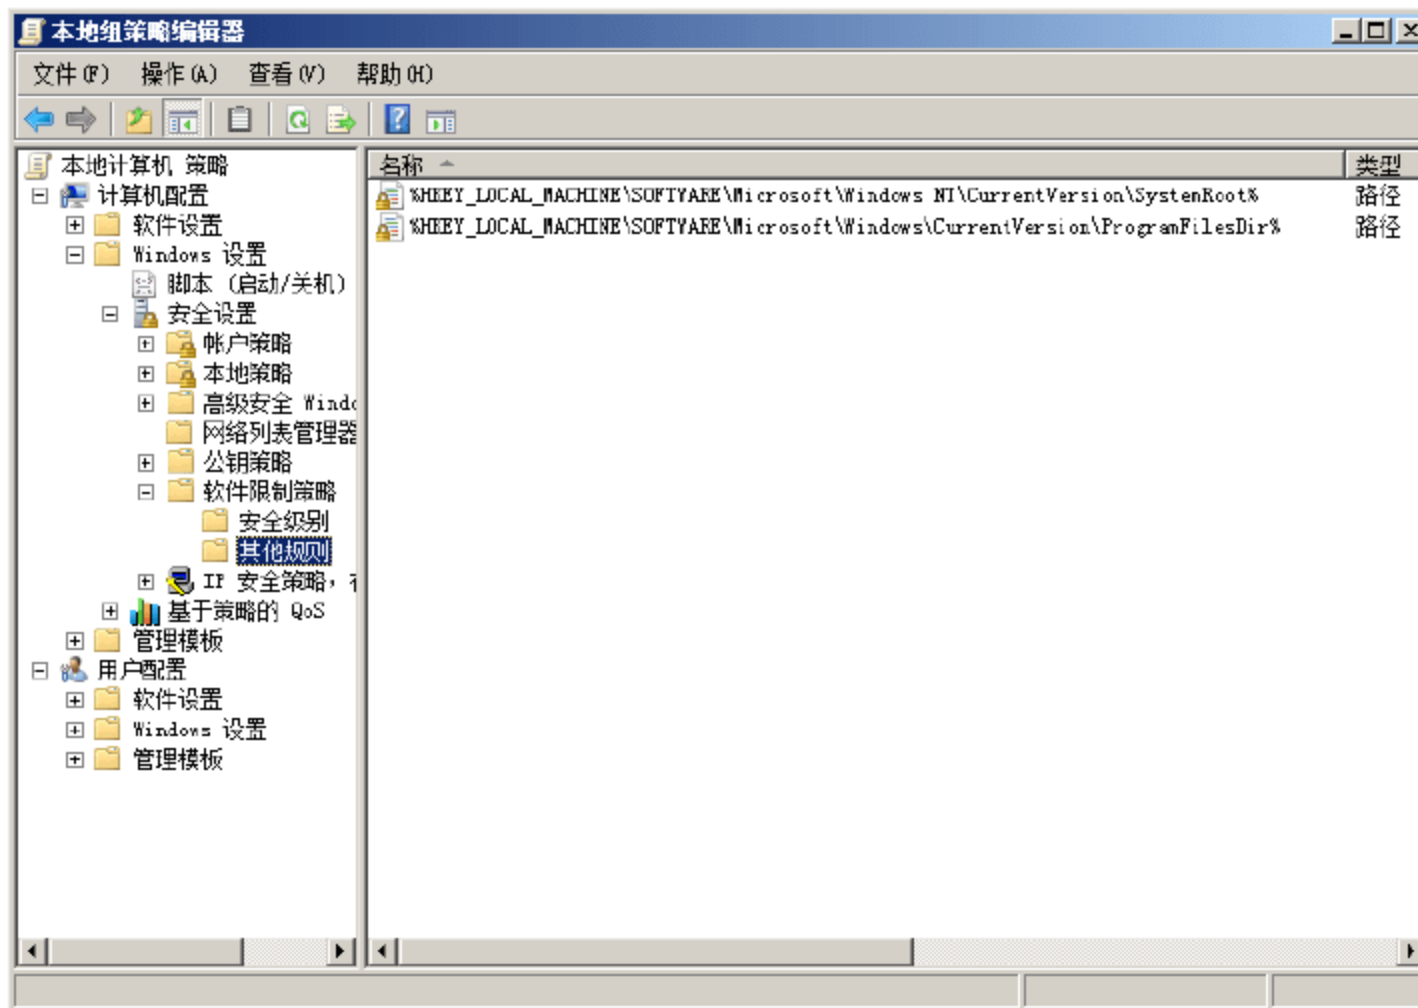 本地组策略编辑器
文件(F) 操作(A) 查看(V) 帮助(H)
本地计算机 策略
计算机配置
软件设置
Windows 设置
脚本 (启动/关机)
安全设置
帐户策略
本地策略
高级安全 Windo
网络列表管理器
公钥策略
软件限制策略
安全级别
其他规则
IP 安全策略，在
基于策略的 QoS
管理模板
用户配置
软件设置
Windows 设置
管理模板
名称 类型
%HKEY_LOCAL_MACHINE\SOFTWARE\Microsoft\Windows NT\CurrentVersion\SystemRoot% 路径
%HKEY_LOCAL_MACHINE\SOFTWARE\Microsoft\Windows\CurrentVersion\ProgramFilesDir% 路径